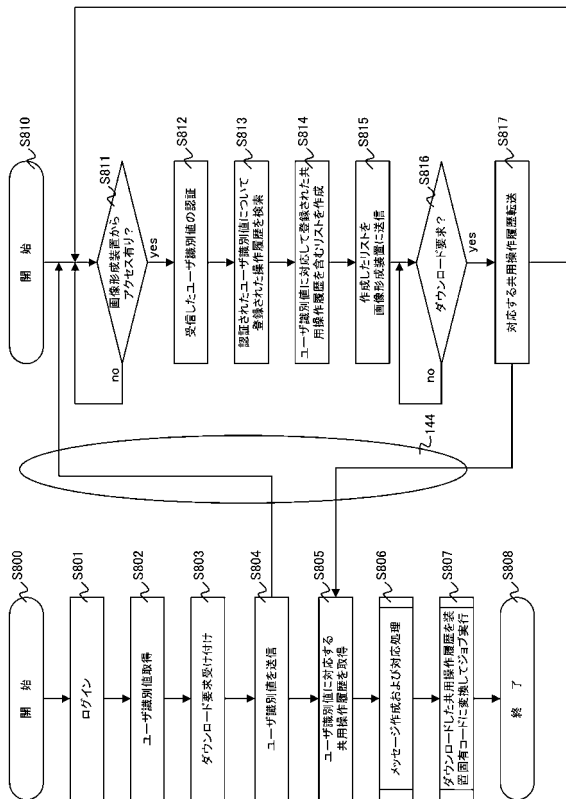 開 始
S800
ログイン
S801
ユーザ識別値取得
S802
ダウンロード要求受け付け
S803
ユーザ識別値を送信
S804
ユーザ識別値に対応する
共用操作履歴を取得
S805
メッセージ作成および対応処理
S806
ダウンロードした共用操作履歴を装
置固有コードに変換してジョブ実行
S807
終 了
S808
144
開 始
S810
画像形成装置から
アクセス有り?
S811
no
yes
受信したユーザ識別値の認証
S812
認証されたユーザ識別値について
登録された操作履歴を検索
S813
ユーザ識別値に対応して登録された共
用操作履歴を含むリストを作成
S814
作成したリストを
画像形成装置に送信
S815
ダウンロード要求?
S816
no
yes
対応する共用操作履歴転送
S817